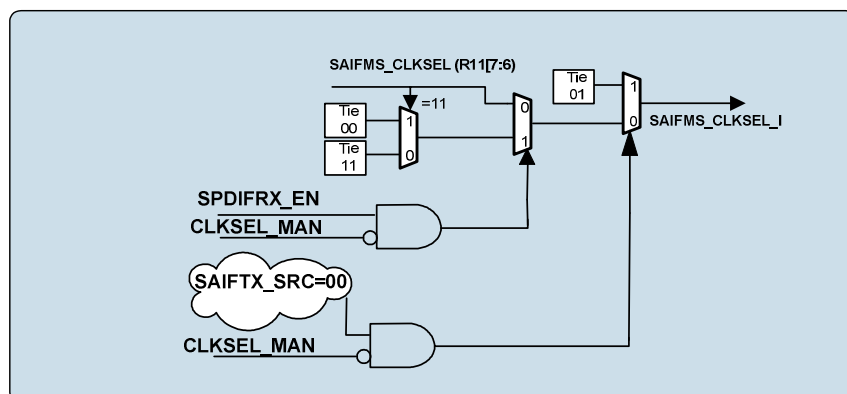 SAIFMS_CLKSEL (R11[7:6)
=11
Tie
00
1
Tie
11
0
0
1
Tie
01
1
0
SAIFMS_CLKSEL_I
SPDIFRX_EN
CLKSEL_MAN
SAIFTX_SRC=00
CLKSEL_MAN